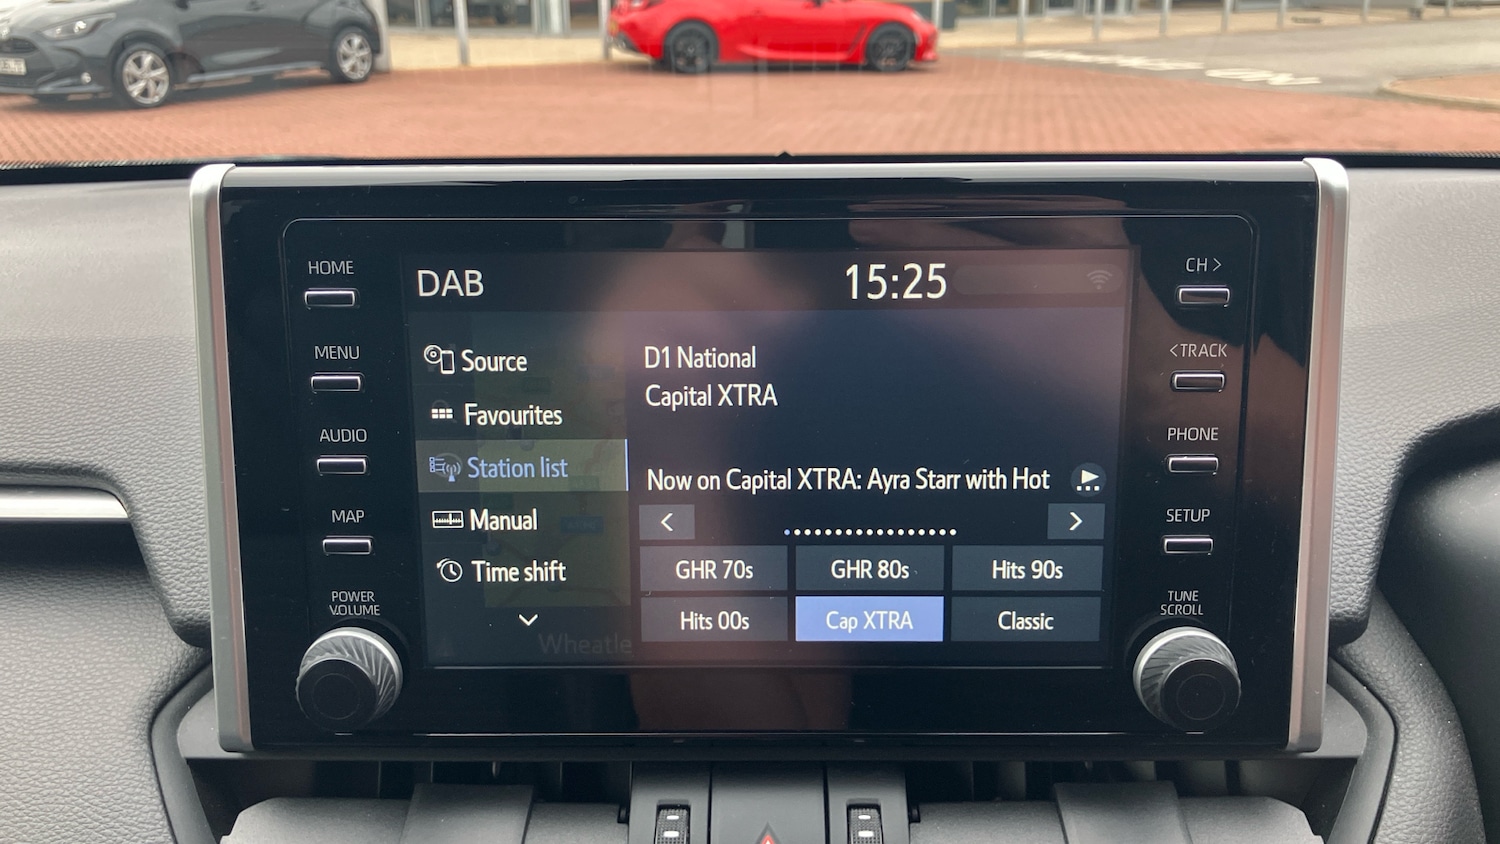 HOME
MENU
AUDIO
MAP
POWER
VOLUME
DAB
15:25
Source
Favourites
Station list
Manual
Time shift
Wheatle
D1 National
Capital XTRA
Now on Capital XTRA: Ayra Starr with Hot
<
>
GHR 70s
GHR 80s
Hits 90s
Hits 00s
Cap XTRA
Classic
CH >
< TRACK
PHONE
SETUP
TUNE
SCROLL